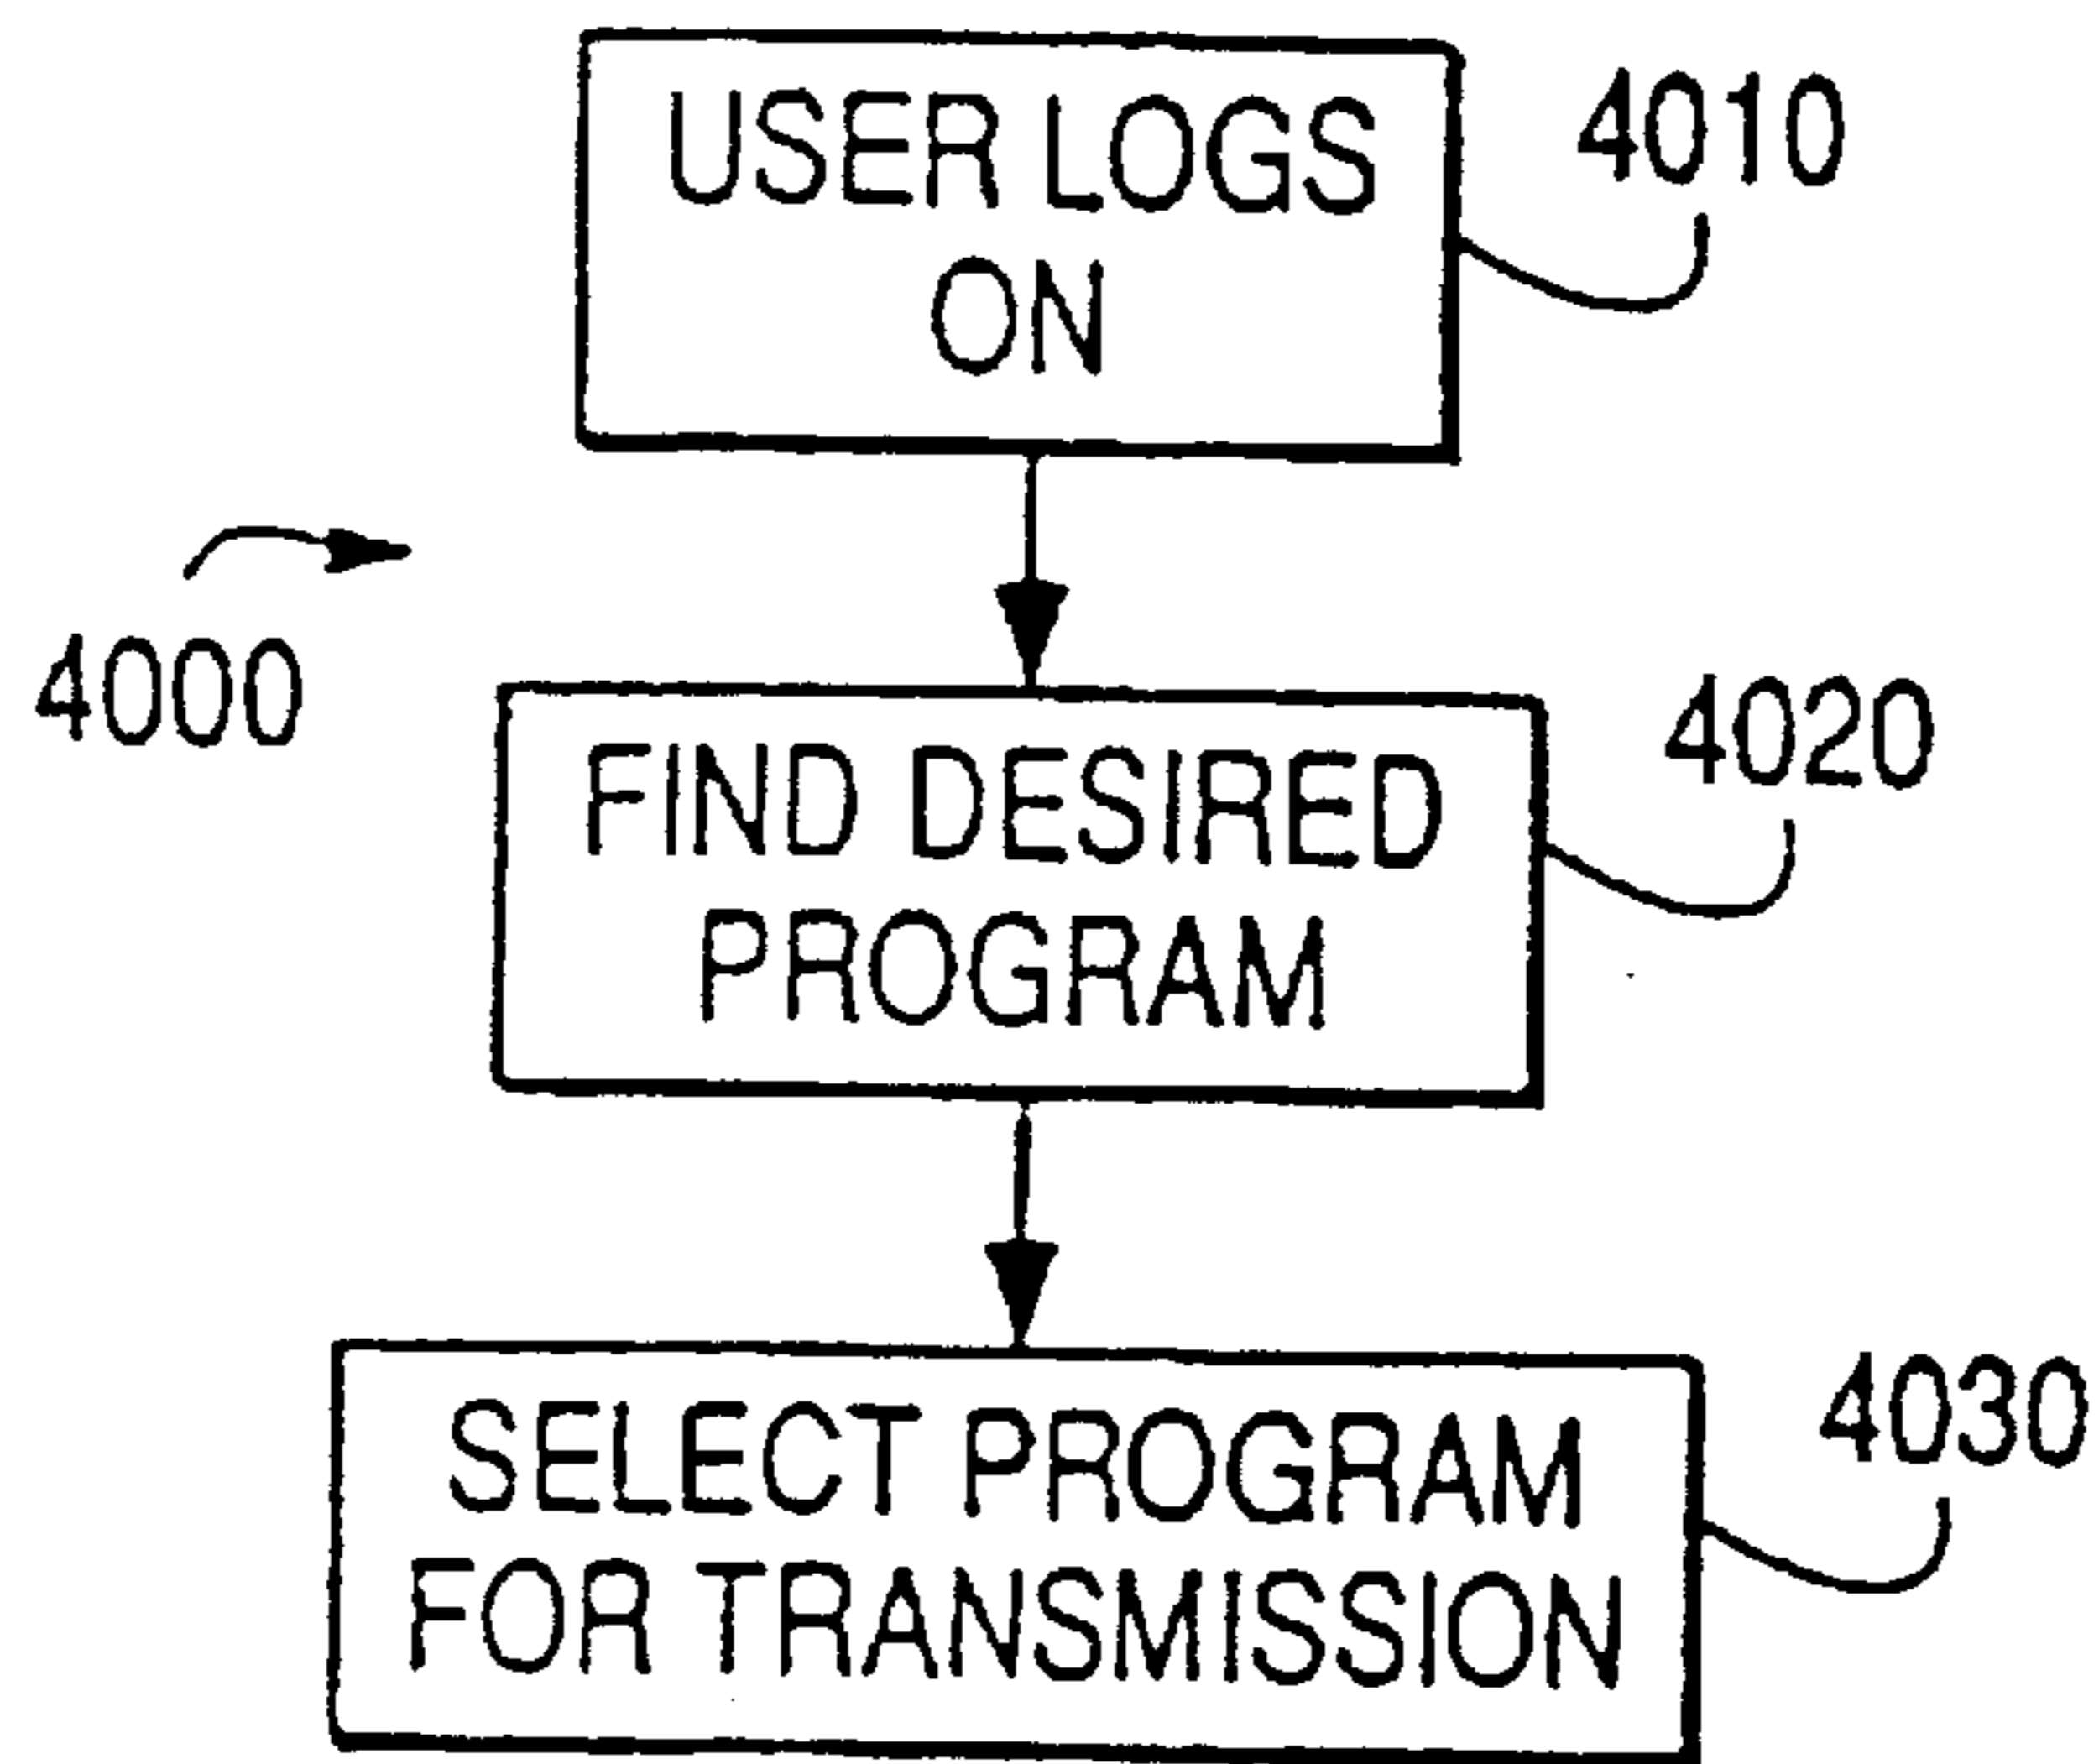 USER LOGS
ON
4010
4000
FIND DESIRED
PROGRAM
4020
SELECT PROGRAM
FOR TRANSMISSION
4030